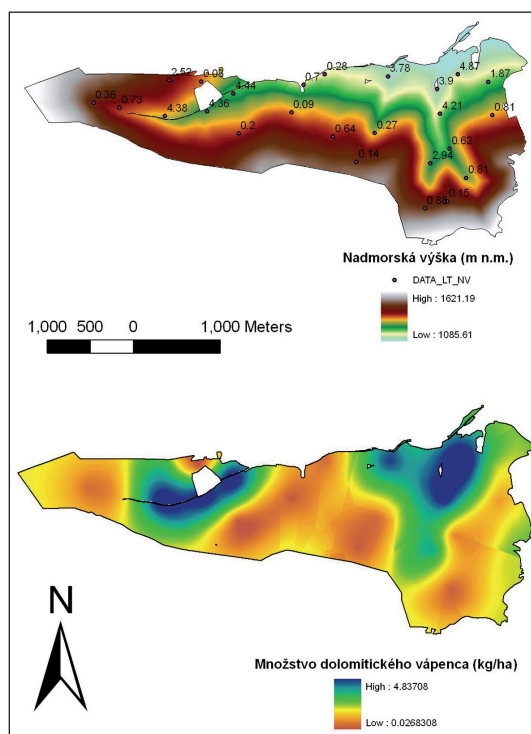 0.28
3.78
4.87
2.52
0.03
0.7
3.9
1.87
4.44
0.36
0.73
4.38
4.36
0.09
4.21
0.81
0.2
0.64
0.27
0.62
0.14
2.94
0.81
0.15
0.88
Nadmorská výška (m n.m.)
DATA_LT_NV
High : 1621.19
Low : 1085.61
1,000 500 0 1,000 Meters
N
Množstvo dolomitického vápenca (kg/ha)
High : 4.83708
Low : 0.0268308